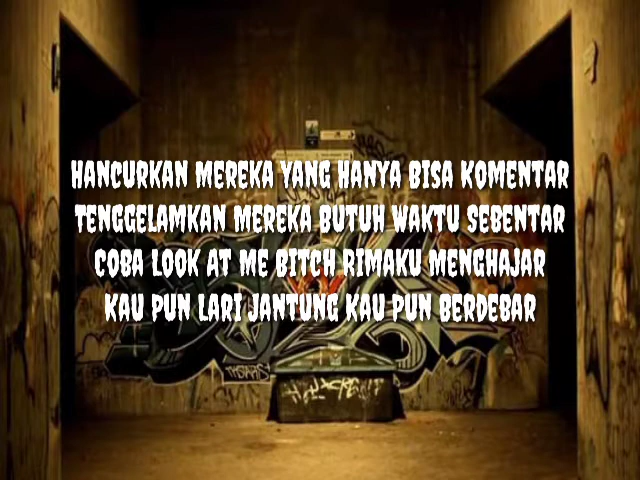 HANCURKAN MEREKA YANG HANYA BISA KOMENTAR
TENGGELAMKAN MEREKA BUTUH WAKTU SEBENTAR
COBA LOOK AT ME BITCH RIMAKU MENGHAJAR
KAU PUN LARI JANTUNG KAU PUN BERDEBAR